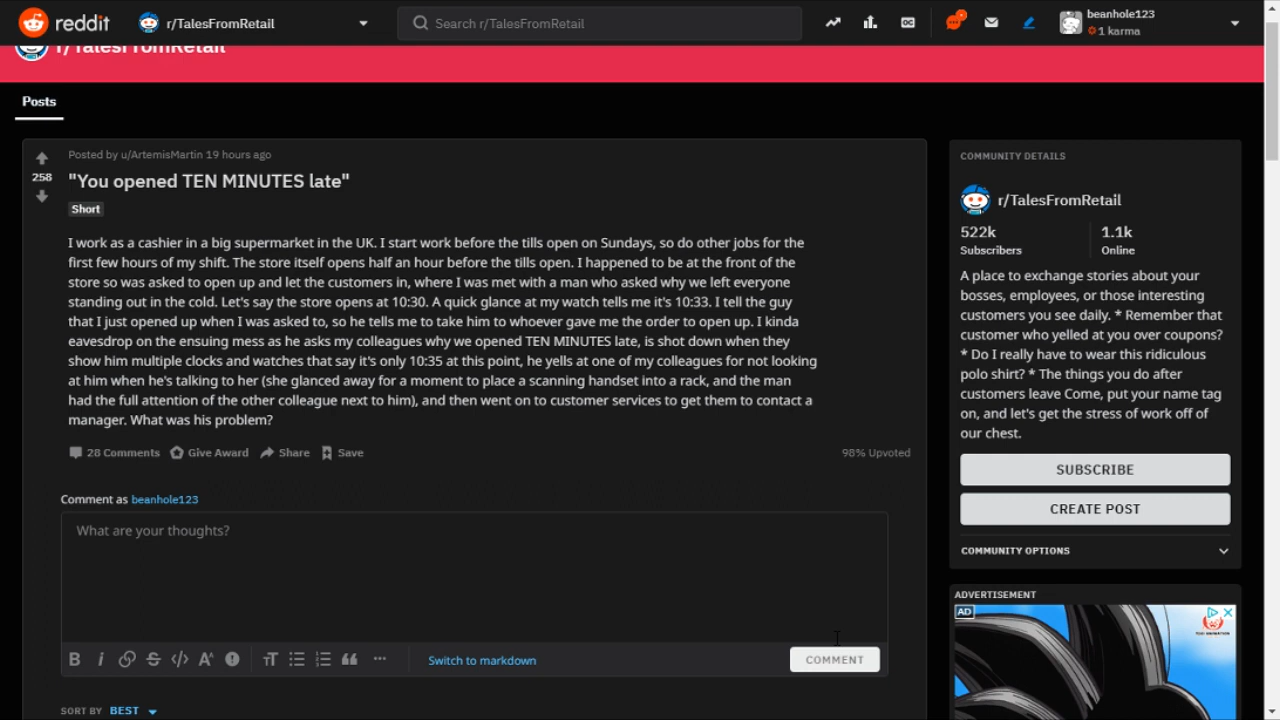 reddit
r/TalesFromRetail
Search r/TalesFromRetail
beanhole123
1 karma
r/TalesFromRetail
Posts
Posted by u/ArtemisMartin 19 hours ago
258
"You opened TEN MINUTES late"
Short
I work as a cashier in a big supermarket in the UK. I start work before the tills open on Sundays, so do other jobs for the
first few hours of my shift. The store itself opens half an hour before the tills open. I happened to be at the front of the
store so was asked to open up and let the customers in, where I was met with a man who asked why we left everyone
standing out in the cold. Let's say the store opens at 10:30. A quick glance at my watch tells me it's 10:33. I tell the guy
that I just opened up when I was asked to, so he tells me to take him to whoever gave me the order to open up. I kinda
eavesdrop on the ensuing mess as he asks my colleagues why we opened TEN MINUTES late, is shot down when they
show him multiple clocks and watches that say it's only 10:35 at this point, he yells at one of my colleagues for not looking
at him when he's talking to her (she glanced away for a moment to place a scanning handset into a rack, and the man
had the full attention of the other colleague next to him), and then went on to customer services to get them to contact a
manager. What was his problem?
28 Comments Give Award Share Save 98% Upvoted
Comment as beanhole123
What are your thoughts?
Switch to markdown
COMMENT
SORT BY BEST
COMMUNITY DETAILS
r/TalesFromRetail
522k 1.1k
Subscribers Online
A place to exchange stories about your
bosses, employees, or those interesting
customers you see daily. * Remember that
customer who yelled at you over coupons?
* Do I really have to wear this ridiculous
polo shirt? * The things you do after
customers leave Come, put your name tag
on, and let's get the stress of work off of
our chest.
SUBSCRIBE
CREATE POST
COMMUNITY OPTIONS
ADVERTISEMENT
AD